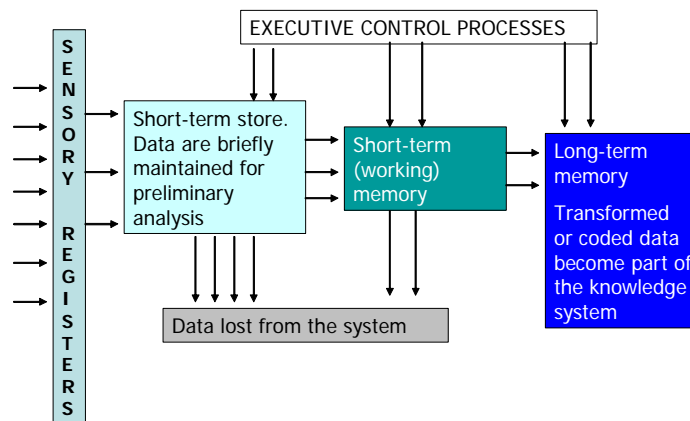 EXECUTIVE CONTROL PROCESSES
S
E
N
S
O
R
Y
R
E
G
I
S
T
E
R
S
Short-term store.
Data are briefly
maintained for
preliminary
analysis
Short-term
(working)
memory
Long-term
memory
Transformed
or coded data
become part of
the knowledge
system
Data lost from the system